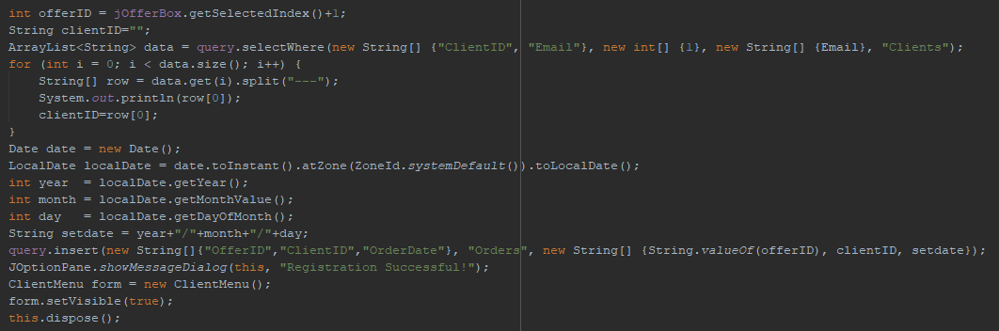 int offerID = jOfferBox.getSelectedIndex()+1;
String clientID="";
ArrayList<String> data = query.selectWhere(new String[] {"ClientID", "Email"}, new int[] {1}, new String[] {Email}, "Clients");
for (int i = 0; i < data.size(); i++) {
    String[] row = data.get(i).split("---");
    System.out.println(row[0]);
    clientID=row[0];
}
Date date = new Date();
LocalDate localDate = date.toInstant().atZone(ZoneId.systemDefault()).toLocalDate();
int year  = localDate.getYear();
int month = localDate.getMonthValue();
int day   = localDate.getDayOfMonth();
String setdate = year+"/"+month+"/"+day;
query.insert(new String[]{"OfferID","ClientID","OrderDate"}, "Orders", new String[] {String.valueOf(offerID), clientID, setdate});
JOptionPane.showMessageDialog(this, "Registration Successful!");
ClientMenu form = new ClientMenu();
form.setVisible(true);
this.dispose();